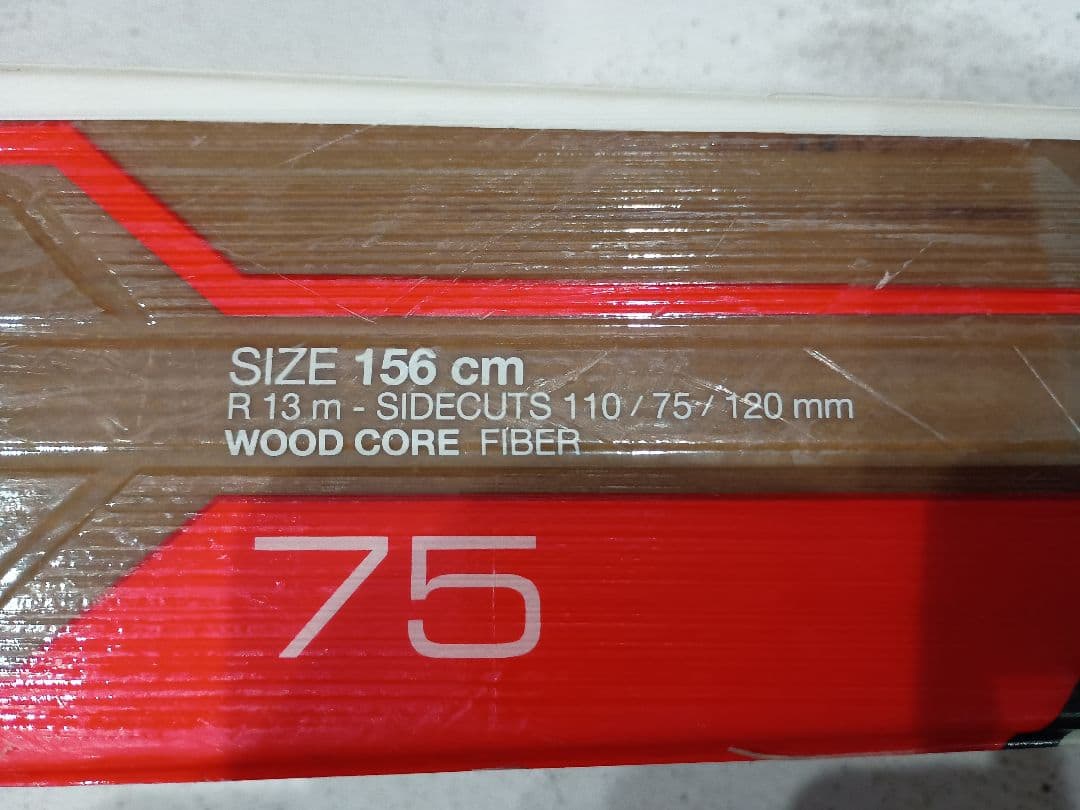 SIZE 156 cm
R 13 m - SIDECUTS 110 / 75 / 120 mm
WOOD CORE FIBER
75